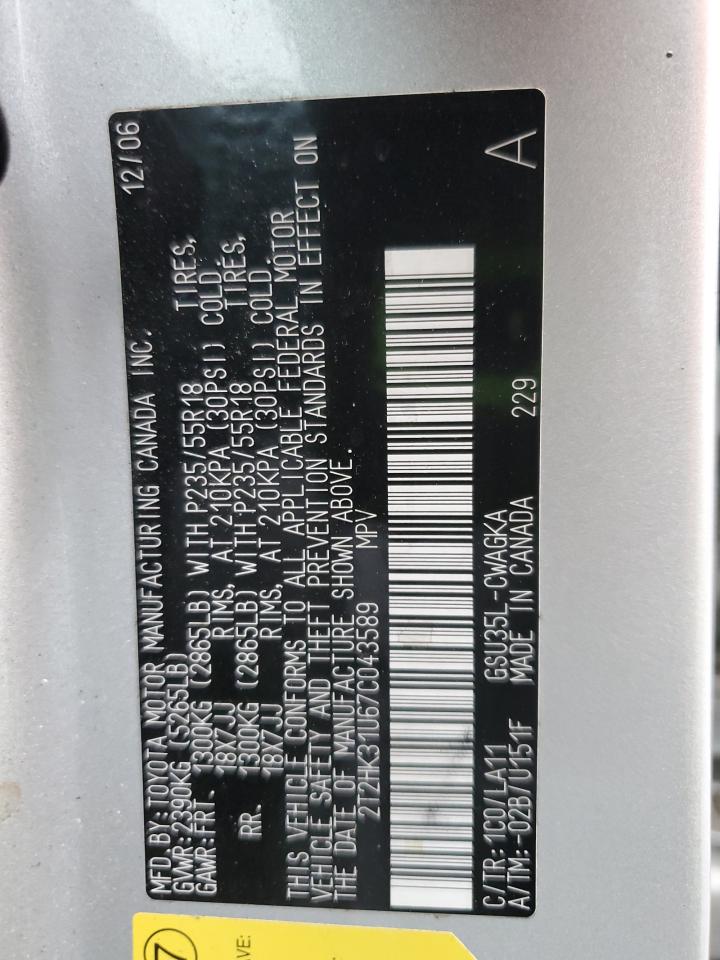 MFD BY: TOYOTA MOTOR MANUFACTURING CANADA INC. 12/06
GVWR: 2390KG (5265LB)
GAWR: FRT. 1300KG (2865LB) WITH P235/55R18 TIRES,
18X7JJ RIMS, AT 210KPA (30PSI) COLD
RR. 1300KG (2865LB) WITH P235/55R18 TIRES,
18X7JJ RIMS, AT 210KPA (30PSI) COLD
THIS VEHICLE CONFORMS TO ALL APPLICABLE FEDERAL MOTOR
VEHICLE SAFETY AND THEFT PREVENTION STANDARDS IN EFFECT ON
THE DATE OF MANUFACTURE SHOWN ABOVE.
2T2HK31U67C043589 MPV
C/TR: 1C0/LA11 GSU35L-CWAGKA
A/TM: -02B/0151F MADE IN CANADA 229 A
7